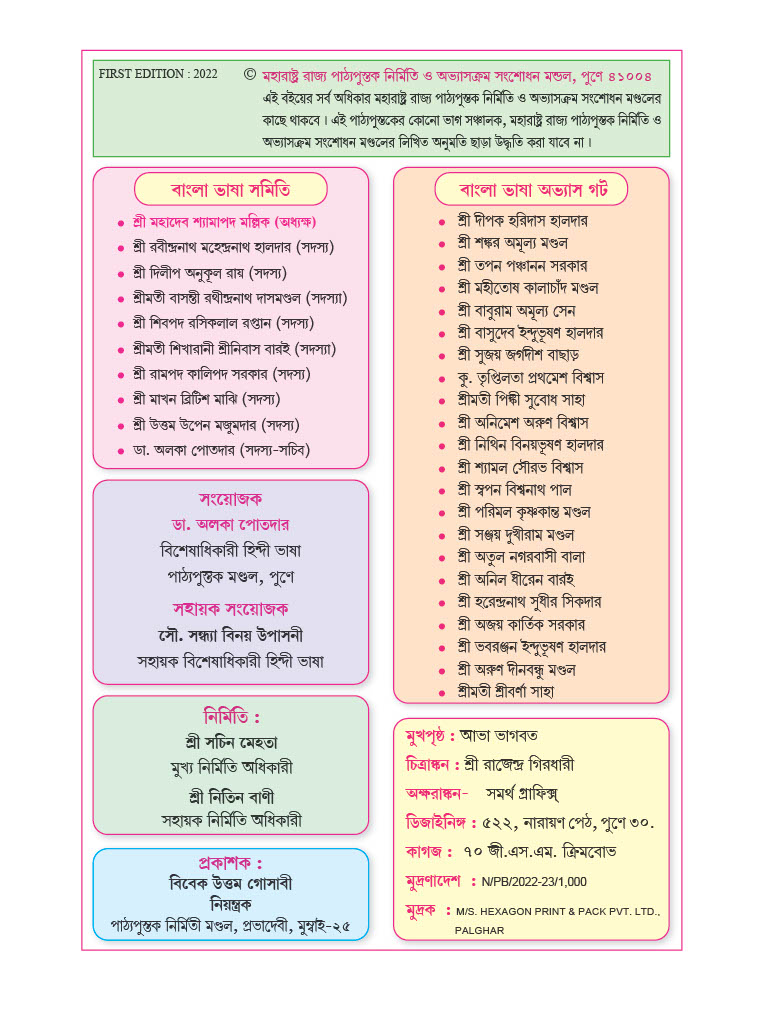 FIRST EDITION : 2022
© মহারাষ্ট্র রাজ্য পাঠ্যপুস্তক নির্মিতি ও অভ্যাসক্রম সংশোধন মন্ডল, পুণে ৪১০০৪
এই বইয়ের সর্ব অধিকার মহারাষ্ট্র রাজ্য পাঠ্যপুস্তক নির্মিতি ও অভ্যাসক্রম সংশোধন মণ্ডলের
কাছে থাকবে। এই পাঠ্যপুস্তকের কোনো ভাগ সঞ্চালক, মহারাষ্ট্র রাজ্য পাঠ্যপুস্তক নির্মিতি ও
অভ্যাসক্রম সংশোধন মণ্ডলের লিখিত অনুমতি ছাড়া উদ্ধৃতি করা যাবে না।
বাংলা ভাষা সমিতি
• শ্রী মহাদেব শ্যামাপদ মল্লিক (অধ্যক্ষ)
• শ্রী রবীন্দ্রনাথ মহেন্দ্রনাথ হালদার (সদস্য)
• শ্রী দিলীপ অনুকূল রায় (সদস্য)
• শ্রীমতী বাসন্তী রথীন্দ্রনাথ দাসমণ্ডল (সদস্যা)
• শ্রী শিবপদ রসিকলাল রপ্তান (সদস্য)
• শ্রীমতী শিখারানী শ্রীনিবাস বারই (সদস্যা)
• শ্রী রামপদ কালিপদ সরকার (সদস্য)
• শ্রী মাখন ব্রিটিশ মাঝি (সদস্য)
• শ্রী উত্তম উপেন মজুমদার (সদস্য)
• ডা. অলকা পোতদার (সদস্য-সচিব)
সংয়োজক
ডা. অলকা পোতদার
বিশেষাধিকারী হিন্দী ভাষা
পাঠ্যপুস্তক মণ্ডল, পুণে
সহায়ক সংয়োজক
সৌ. সন্ধ্যা বিনয় উপাসনী
সহায়ক বিশেষাধিকারী হিন্দী ভাষা
নির্মিতি :
শ্রী সচিন মেহতা
মুখ্য নির্মিতি অধিকারী
শ্রী নিতিন বাণী
সহায়ক নির্মিতি অধিকারী
প্রকাশক :
বিবেক উত্তম গোসাবী
নিয়ন্ত্রক
পাঠ্যপুস্তক নির্মিতী মণ্ডল, প্রভাদেবী, মুম্বাই-২৫
বাংলা ভাষা অভ্যাস গর্ট
• শ্রী দীপক হরিদাস হালদার
• শ্রী শঙ্কর অমূল্য মণ্ডল
• শ্রী তপন পঞ্চানন সরকার
• শ্রী মহীতোষ কালাচাঁদ মণ্ডল
• শ্রী বাবুরাম অমূল্য সেন
• শ্রী বাসুদেব ইন্দুভূষণ হালদার
• শ্রী সুজয় জগদীশ বাছাড়
• কু. তৃপ্তিলতা প্রথমেশ বিশ্বাস
• শ্রীমতী পিঙ্কী সুবোধ সাহা
• শ্রী অনিমেশ অরুণ বিশ্বাস
• শ্রী নিথিন বিনয়ভূষণ হালদার
• শ্রী শ্যামল সৌরভ বিশ্বাস
• শ্রী স্বপন বিশ্বনাথ পাল
• শ্রী পরিমল কৃষ্ণকান্ত মণ্ডল
• শ্রী সঞ্জয় দুখীরাম মণ্ডল
• শ্রী অতুল নগরবাসী বালা
• শ্রী অনিল ধীরেন বারই
• শ্রী হরেন্দ্রনাথ সুধীর সিকদার
• শ্রী অজয় কার্তিক সরকার
• শ্রী ভবরঞ্জন ইন্দুভূষণ হালদার
• শ্রী অরুণ দীনবন্ধু মণ্ডল
• শ্রীমতী শ্রীবর্ণা সাহা
মুখপৃষ্ঠ : আভা ভাগবত
চিত্রাঙ্কন : শ্রী রাজেন্দ্র গিরধারী
অক্ষরাঙ্কন- সমর্থ গ্রাফিক্স্
ডিজাইনিঙ্গ : ৫২২, নারায়ণ পেঠ, পুণে ৩০.
কাগজ : ৭০ জী.এস.এম. ক্রিমবোভ
মুদ্রণাদেশ : N/PB/2022-23/1,000
মুদ্রক : M/S. HEXAGON PRINT & PACK PVT. LTD.,
PALGHAR